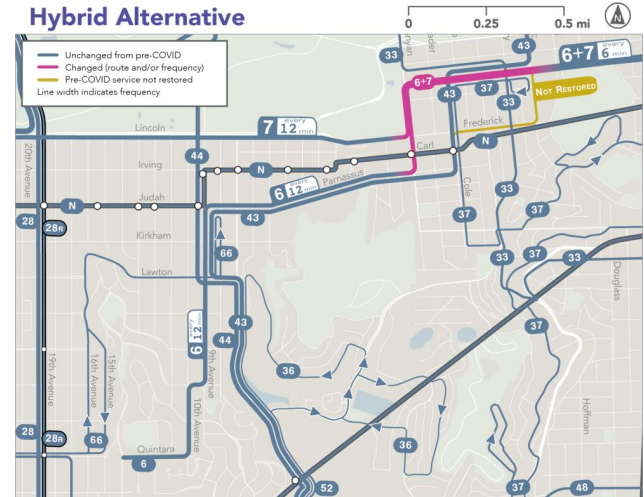 Hybrid Alternative
0
0.25
0.5 mi
N
Unchanged from pre-COVID
Changed (route and/or frequency)
Pre-COVID service not restored
Line width indicates frequency
33
43
6+7
every
6 min
6+7
43
37
33
NOT RESTORED
Frederick
7
every
12 min
Lincoln
Carl
N
20th Avenue
Irving
44
N
Parnassus
6
every
12 min
Cole
33
Judah
N
43
37
37
28
28R
Kirkham
66
33
37
33
Lawton
Douglass
43
37
6
every
12 min
44
9th Avenue
36
19th Avenue
16th Avenue
15th Avenue
10th Avenue
Hoffman
28
28R
66
36
Quintara
6
52
37
48